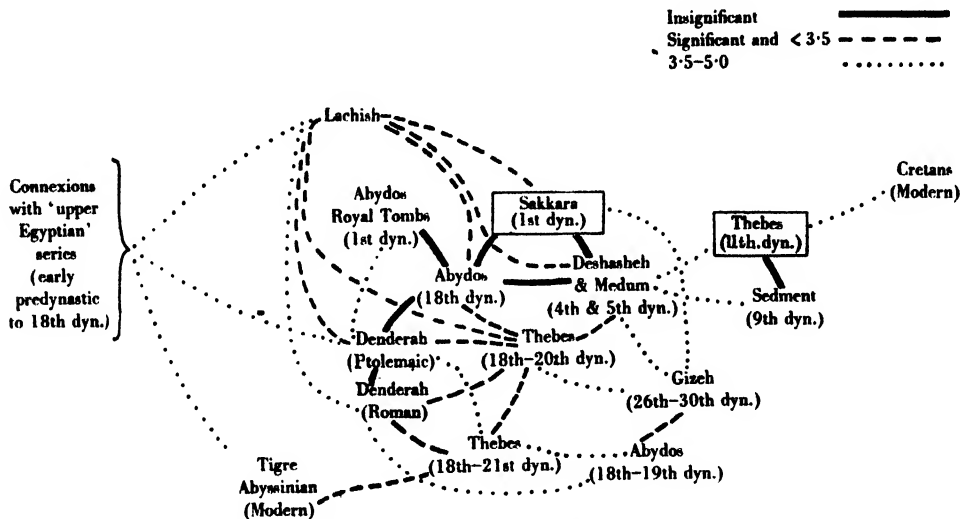 Insignificant
Significant and < 3·5
3·5–5·0
Lachish
Cretans
(Modern)
Connexions
with 'upper
Egyptian'
series
(early
predynastic
to 18th dyn.)
Abydos
Royal Tombs
(1st dyn.)
Sakkara
(1st dyn.)
Thebes
(11th.dyn.)
Abydos
(18th dyn.)
Deshasheh
& Medum
(4th & 5th dyn.)
Sediment
(9th dyn.)
Denderah
(Ptolemaic)
Thebes
(18th–20th dyn.)
Denderah
(Roman)
Gizeh
(26th–30th dyn.)
Thebes
(18th–21st dyn.)
Abydos
(18th–19th dyn.)
Tigre
Abyssinian
(Modern)